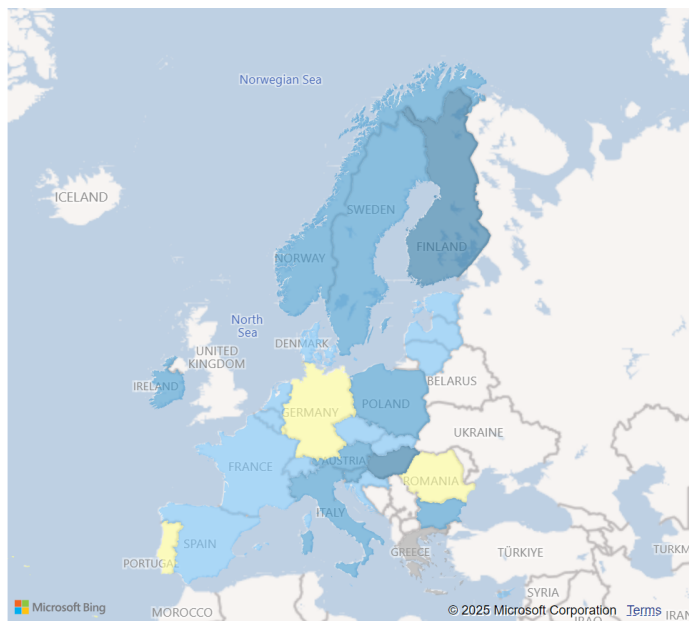 Norwegian Sea
ICELAND
SWEDEN
FINLAND
NORWAY
North
Sea
UNITED
KINGDOM
DENMARK
IRELAND
BELARUS
GERMANY
POLAND
UKRAINE
FRANCE
AUSTRIA
ROMANIA
ITALY
SPAIN
PORTUGAL
GREECE
TÜRKIYE
TURKM
SYRIA
Microsoft Bing
© 2025 Microsoft Corporation Terms
MOROCCO
IRAQ
IRAN